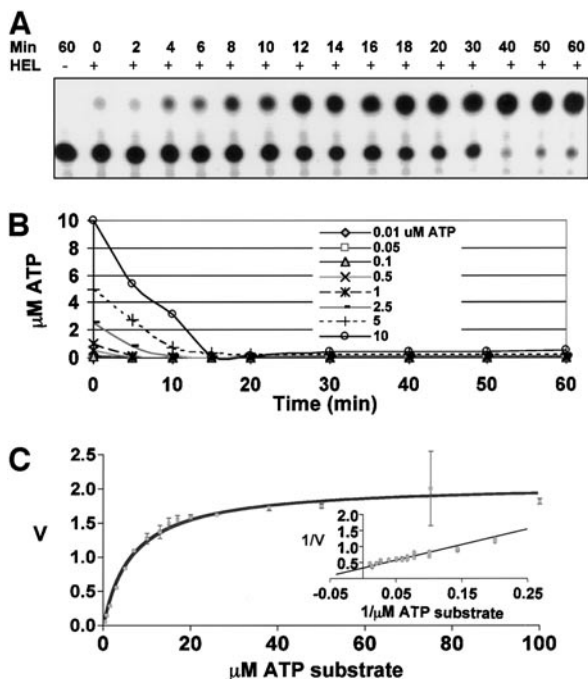 A
Min 60 0 2 4 6 8 10 12 14 16 18 20 30 40 50 60
HEL - + + + + + + + + + + + + + + +
B
10
8
6
4
2
0
μM ATP
0.01 uM ATP
0.05
0.1
0.5
1
2.5
5
10
0 5 10 15 20 30 40 50 60
Time (min)
C
2.5
2.0
1.5
1.0
0.5
0.0
V
2.0
1.5
1.0
0.5
1/V
-0.05 0.05 0.15 0.25
1/μM ATP substrate
0 20 40 60 80 100
μM ATP substrate